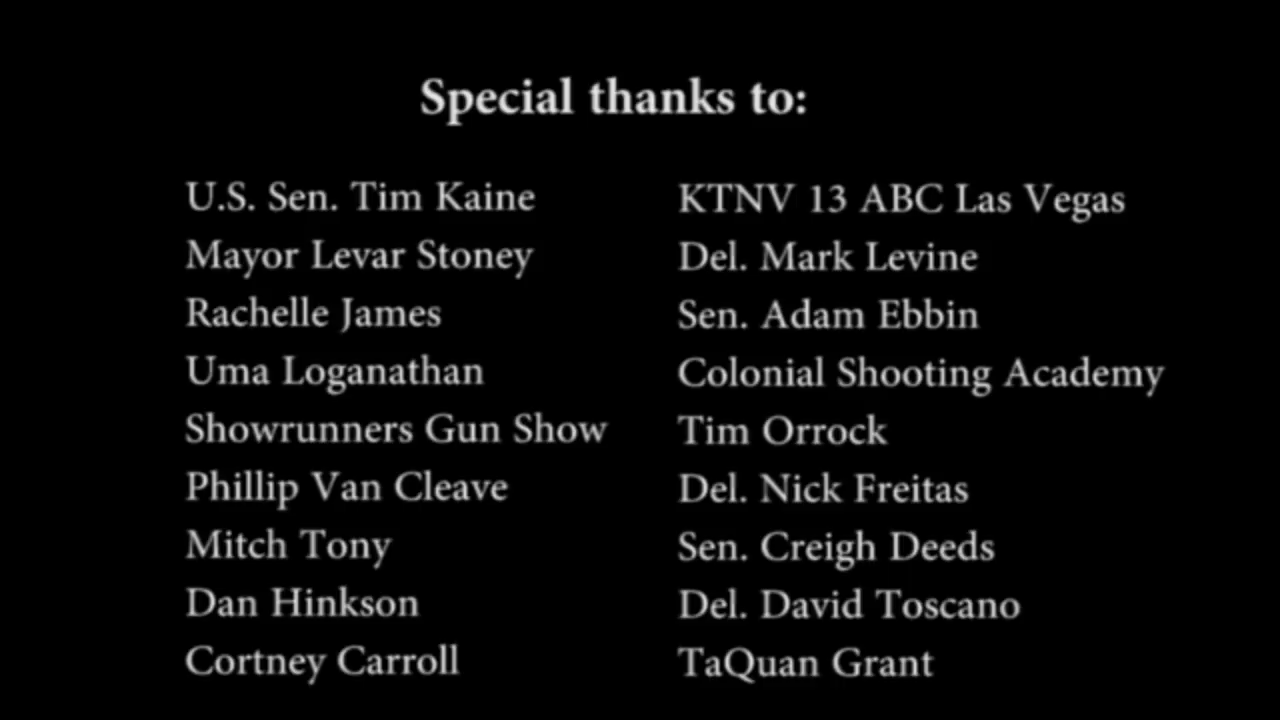 Special thanks to:
U.S. Sen. Tim Kaine
Mayor Levar Stoney
Rachelle James
Uma Loganathan
Showrunners Gun Show
Phillip Van Cleave
Mitch Tony
Dan Hinkson
Cortney Carroll
KTNV 13 ABC Las Vegas
Del. Mark Levine
Sen. Adam Ebbin
Colonial Shooting Academy
Tim Orrock
Del. Nick Freitas
Sen. Creigh Deeds
Del. David Toscano
TaQuan Grant